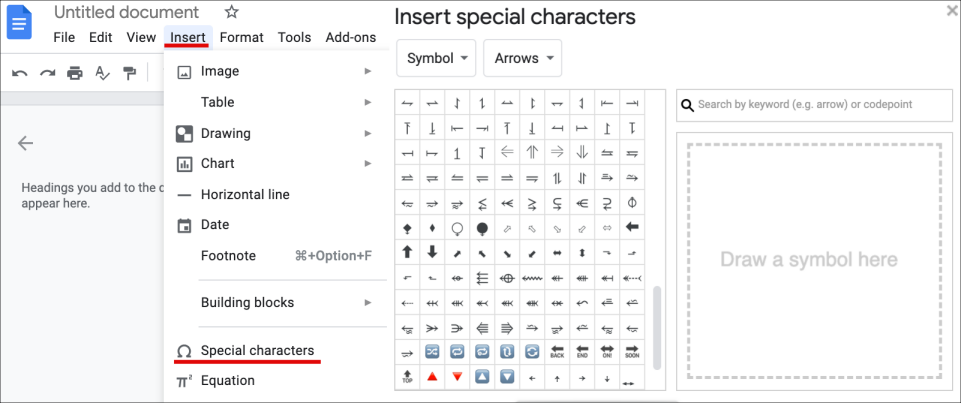 Untitled document
File Edit View Insert Format Tools Add-ons
Image
Table
Drawing
Chart
Horizontal line
Date
Footnote ⌘+Option+F
Building blocks
Special characters
Equation
Headings you add to the d
appear here.
Insert special characters
Symbol Arrows
BACK END ON! SOON
TOP
Search by keyword (e.g. arrow) or codepoint
Draw a symbol here